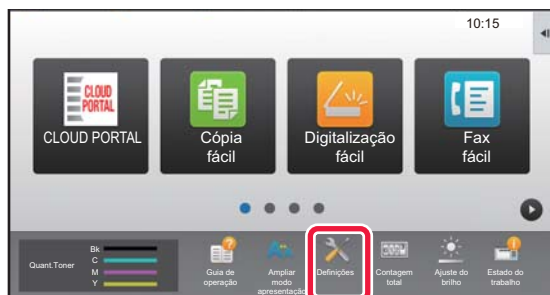 10:15
CLOUD
PORTAL
CLOUD PORTAL
Cópia
fácil
Digitalização
fácil
Fax
fácil
Quant.Toner
Bk
C
M
Y
Guia de
operação
Ampliar
modo
apresentação
Definições
Contagem
total
Ajuste do
brilho
Estado do
trabalho